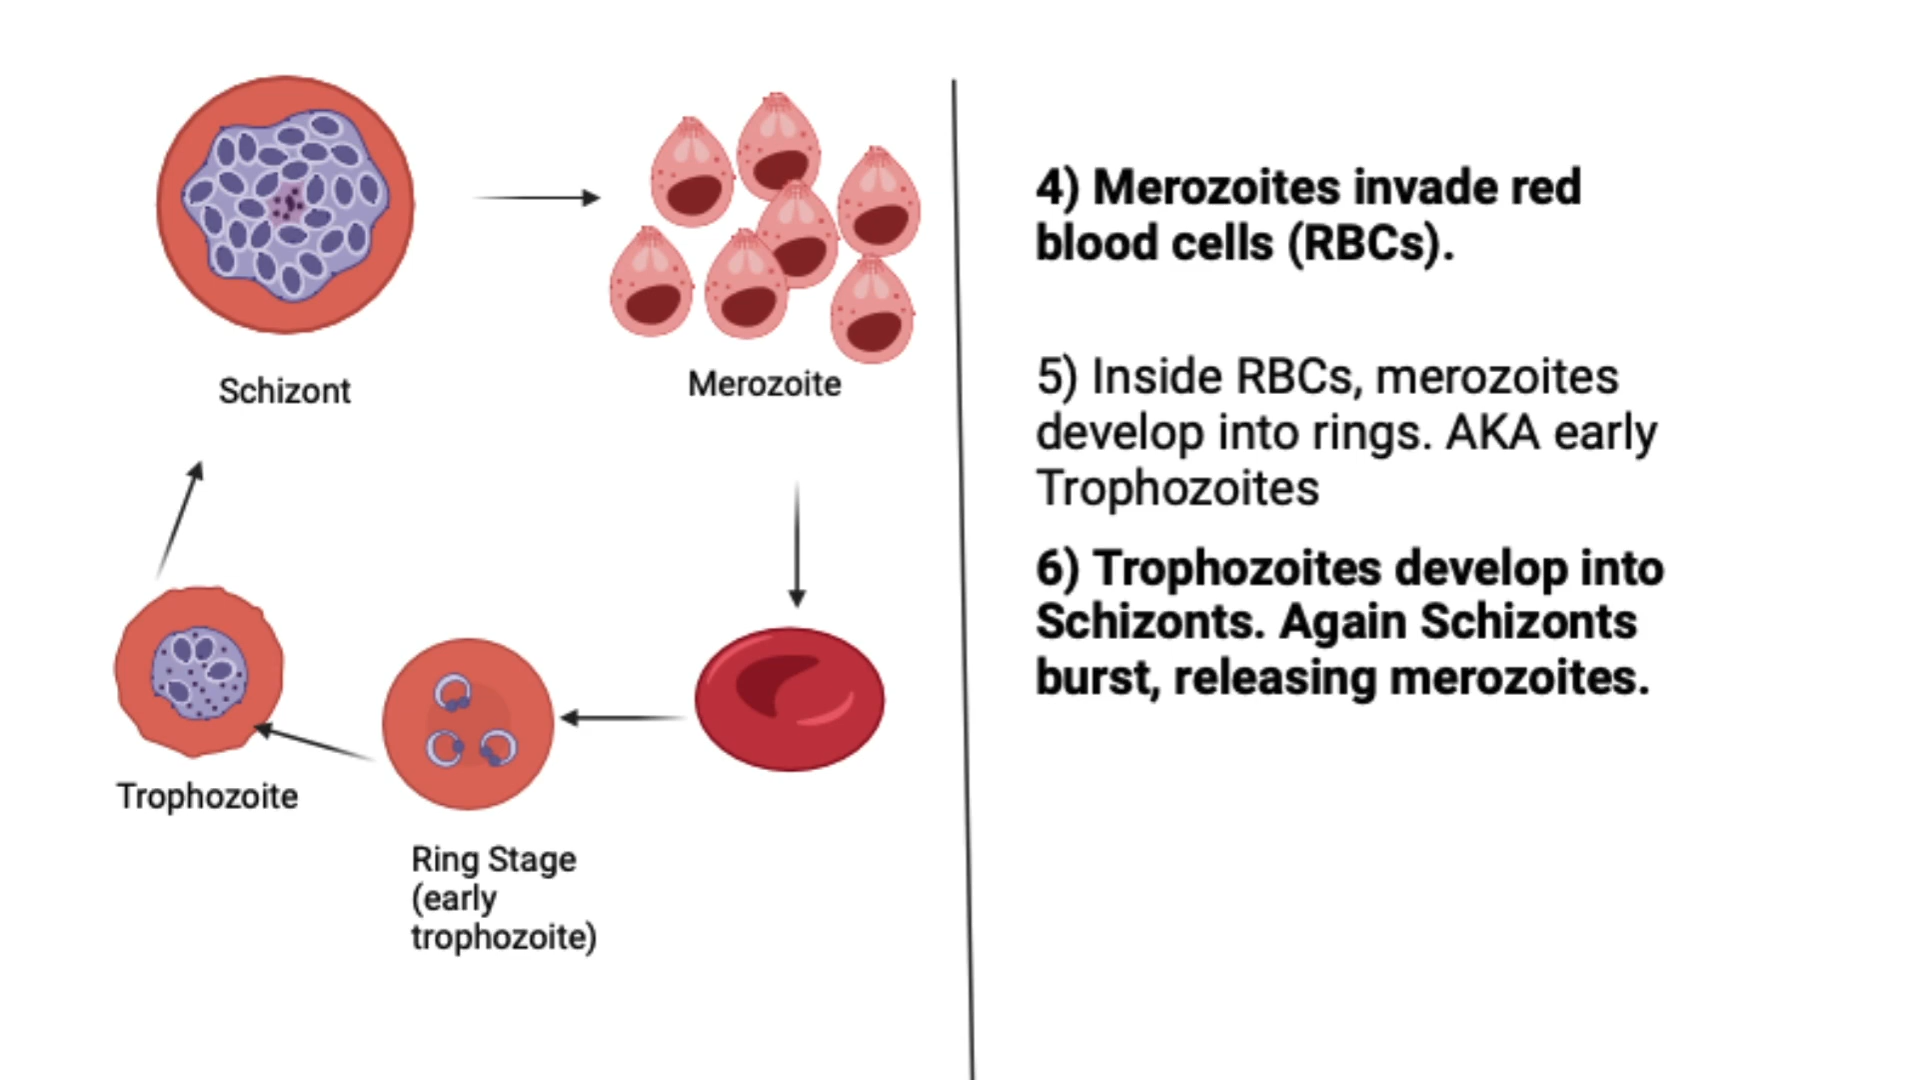 Schizont
Merozoite
Trophozoite
Ring Stage
(early
trophozoite)
4) Merozoites invade red
blood cells (RBCs).
5) Inside RBCs, merozoites
develop into rings. AKA early
Trophozoites
6) Trophozoites develop into
Schizonts. Again Schizonts
burst, releasing merozoites.